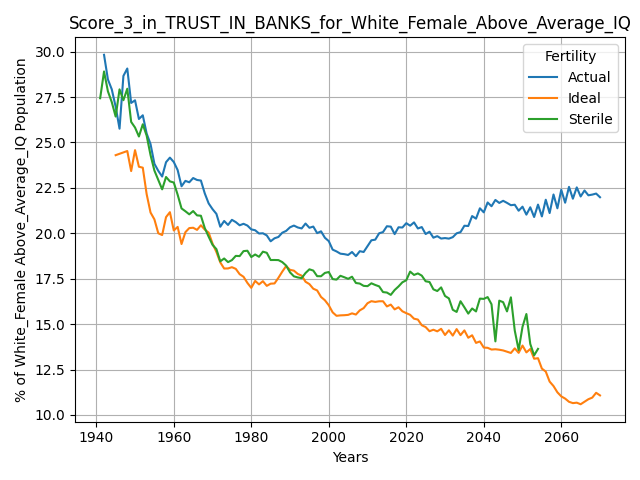 Score_3_in_TRUST_IN_BANKS_for_White_Female_Above_Average_IQ
% of White_Female Above_Average_IQ Population
30.0
27.5
25.0
22.5
20.0
17.5
15.0
12.5
10.0
Fertility
Actual
Ideal
Sterile
1940
1960
1980
2000
2020
2040
2060
Years